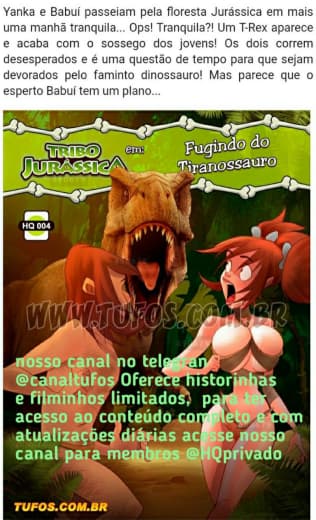 Yanka e Babuí passeiam pela floresta Jurássica em mais
uma manhã tranquila... Ops! Tranquila?! Um T-Rex aparece
e acaba com o sossego dos jovens! Os dois correm
desesperados e é uma questão de tempo para que sejam
devorados pelo faminto dinossauro! Mas parece que o
esperto Babuí tem um plano...
TRIBO
JURÁSSICA
em:
Fugindo do
Tiranossauro
HQ 004
WWW.TUFOS.COM.BR
nosso canal no telegran
@canaltufos Oferece historinhas
e filminhos limitados, para ter
acesso ao conteúdo completo e com
atualizações diárias acesse nosso
canal para membros @HQprivado
TUFOS.COM.BR